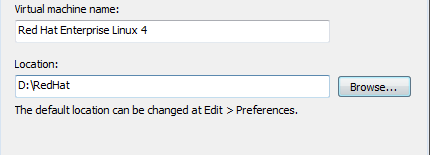 Virtual machine name:
Red Hat Enterprise Linux 4
Location:
D:\RedHat
Browse...
The default location can be changed at Edit > Preferences.